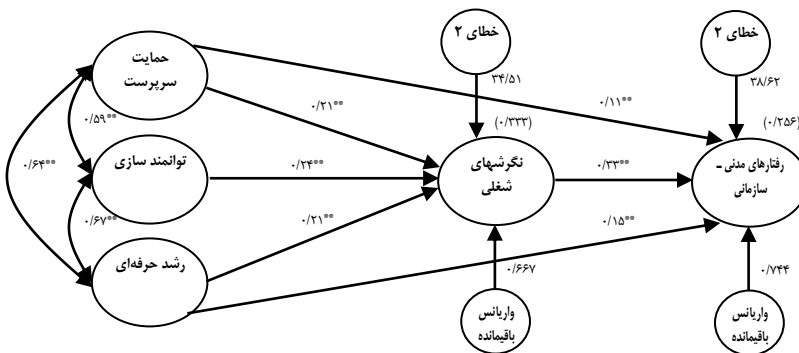 خطای ۲
خطای ۲
حمایت
سرپرست
۳۴/۵۱
۳۸/۶۲
۰/۱۱**
۰/۲۱**
(۰/۳۳۳)
(۰/۲۵۶)
۰/۵۹**
۰/۶۴**
توانمند سازی
۰/۲۴**
نگرشهای
شغلی
۰/۳۳**
رفتارهای مدنی –
سازمانی
۰/۶۷**
۰/۲۱**
۰/۱۵**
رشد حرفه‌ای
۰/۶۶۷
۰/۷۴۴
واریانس
باقیمانده
واریانس
باقیمانده